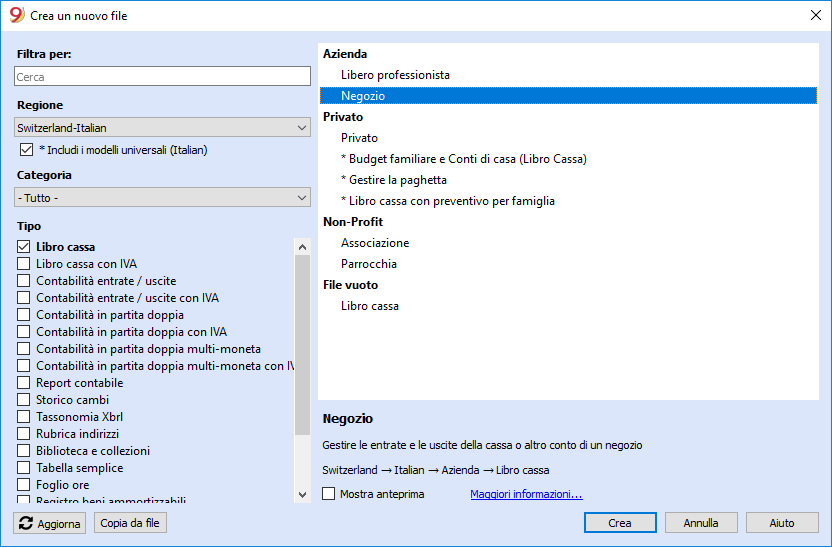 9 Crea un nuovo file
Filtra per:
Cerca
Regione
Switzerland-Italian
* Includi i modelli universali (Italian)
Categoria
- Tutto -
Tipo
Libro cassa
Libro cassa con IVA
Contabilità entrate / uscite
Contabilità entrate / uscite con IVA
Contabilità in partita doppia
Contabilità in partita doppia con IVA
Contabilità in partita doppia multi-moneta
Contabilità in partita doppia multi-moneta con IV
Report contabile
Storico cambi
Tassonomia Xbrl
Rubrica indirizzi
Biblioteca e collezioni
Tabella semplice
Foglio ore
Registro beni ammortizzabili
Aggiorna
Copia da file
Azienda
Libero professionista
Negozio
Privato
Privato
* Budget familiare e Conti di casa (Libro Cassa)
* Gestire la paghetta
* Libro cassa con preventivo per famiglia
Non-Profit
Associazione
Parrocchia
File vuoto
Libro cassa
Negozio
Gestire le entrate e le uscite della cassa o altro conto di un negozio
Switzerland → Italian → Azienda → Libro cassa
Mostra anteprima
Maggiori informazioni...
Crea
Annulla
Aiuto